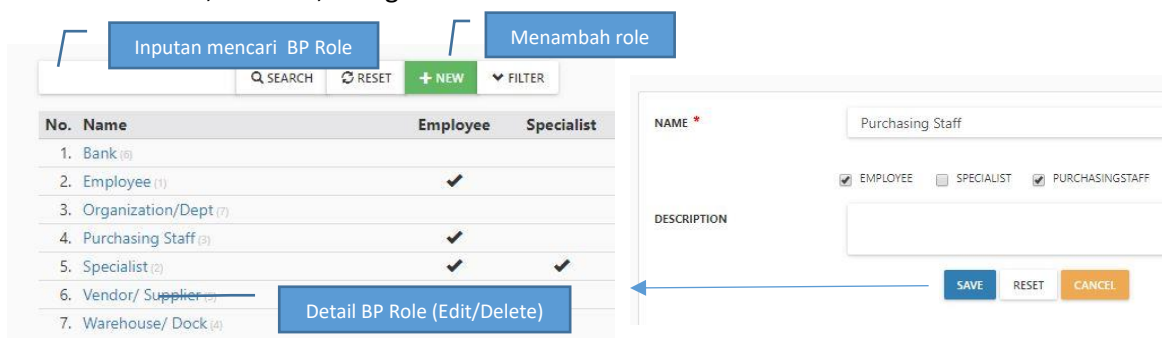 Inputan mencari BP Role
Menambah role
SEARCH RESET + NEW FILTER
No. Name Employee Specialist
1. Bank (6)
2. Employee (1)
3. Organization/Dept (7)
4. Purchasing Staff (3)
5. Specialist (2)
6. Vendor/ Supplier
7. Warehouse/ Dock (4)
Detail BP Role (Edit/Delete)
NAME * Purchasing Staff
EMPLOYEE SPECIALIST PURCHASINGSTAFF
DESCRIPTION
SAVE RESET CANCEL